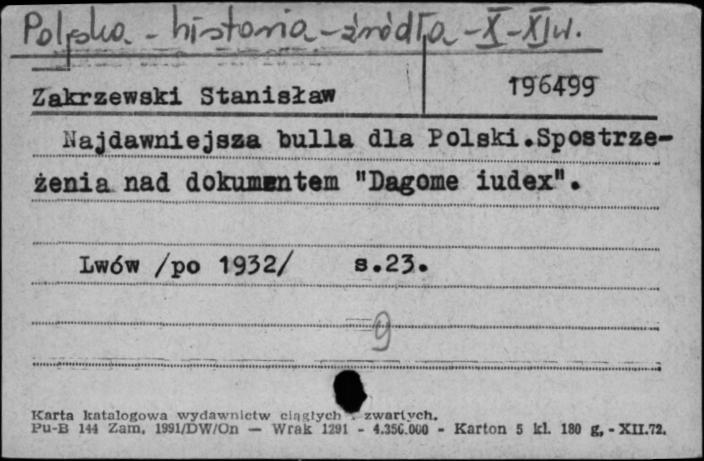 Polska - historia - źródła - X - XI w.
Zakrzewski Stanisław
196499
Najdawniejsza bulla dla Polski.Spostrze-
żenia nad dokumentem "Dagome iudex".
Lwów /po 1932/ s.23.
9
Karta katalogowa wydawnictw ciągłych i zwartych.
Pu-B 144 Zam. 1991/DW/On — Wrak 1291 - 4.350.000 - Karton 5 kl. 180 g. - XII.72.